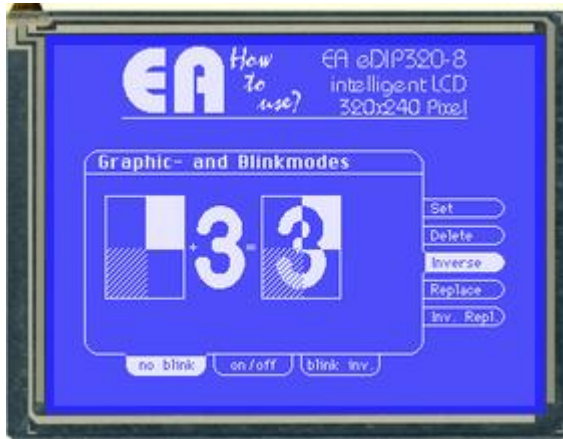 EA
How
to
use?
EA eDIP320-8
intelligent LCD
320x240 Pixel
Graphic- and Blinkmodes
+ 3 = 3
Set
Delete
Inverse
Replace
Inv. Repl.
no blink
on/off
blink inv.